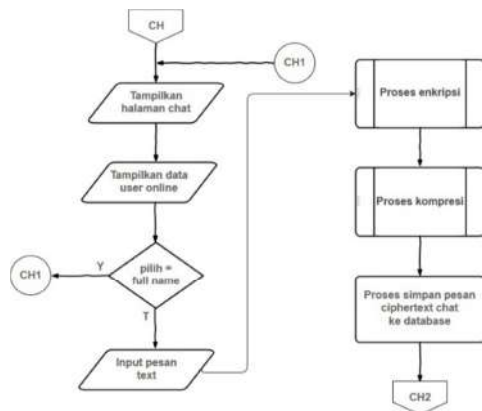 CH
CH1
Tampilkan
halaman chat
Tampilkan data
user online
pilih =
full name
Y
CH1
T
Input pesan
text
Proses enkripsi
Proses kompresi
Proses simpan pesan
ciphertext chat
ke database
CH2